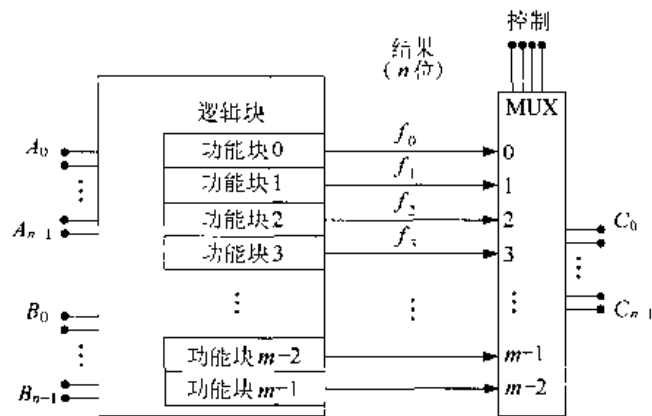 控制
结果
(n位)
MUX
逻辑块
A₀
功能块0
f₀
0
功能块1
f₁
1
Aₙ₋₁
功能块2
f₂
2
功能块3
f₃
3
C₀
Cₙ₋₁
B₀
功能块m-2
m-1
Bₙ₋₁
功能块m-1
m-2